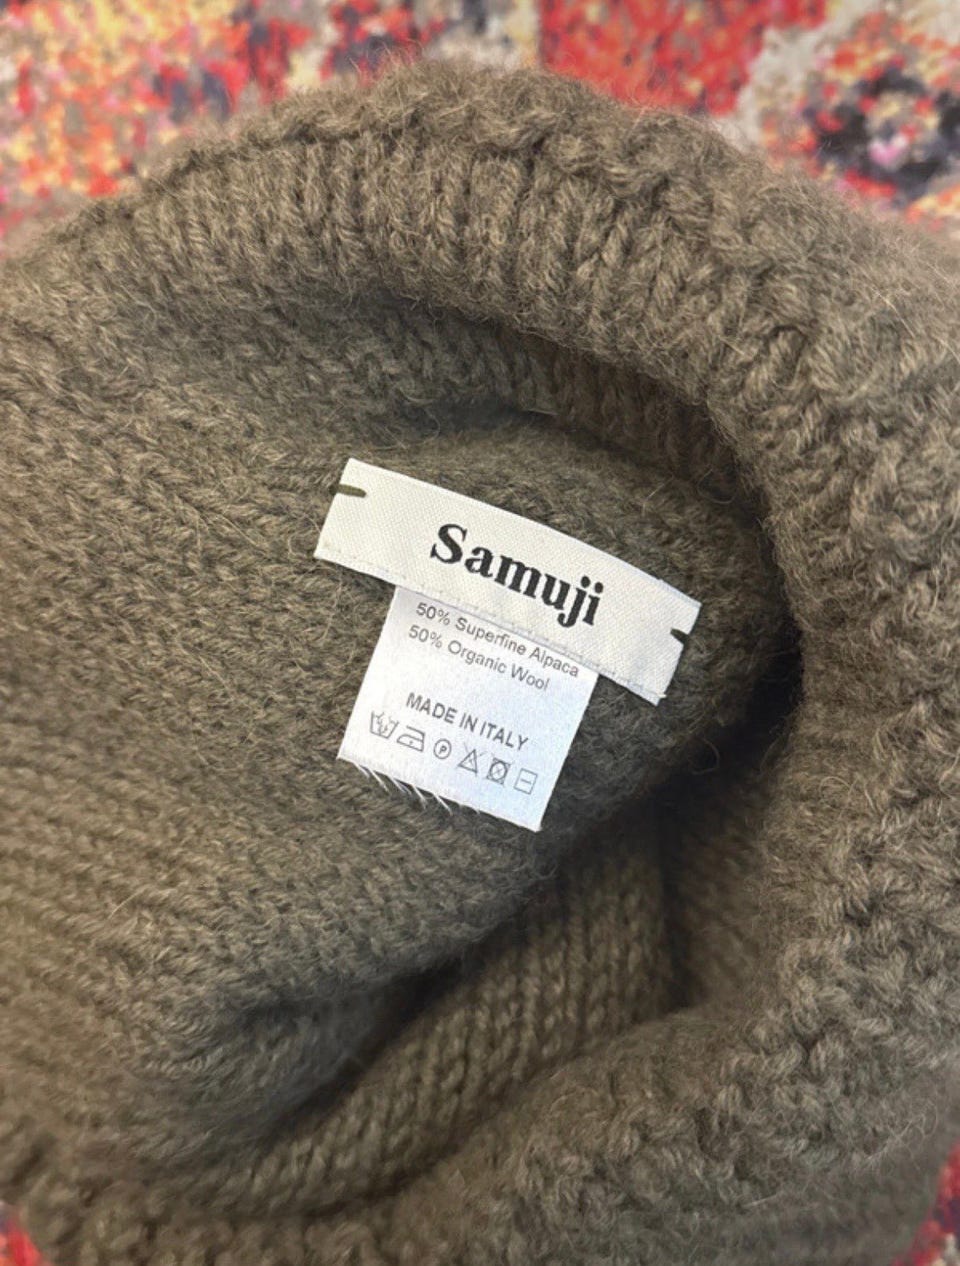 Samuji
50% Superfine Alpaca
50% Organic Wool
MADE IN ITALY
P